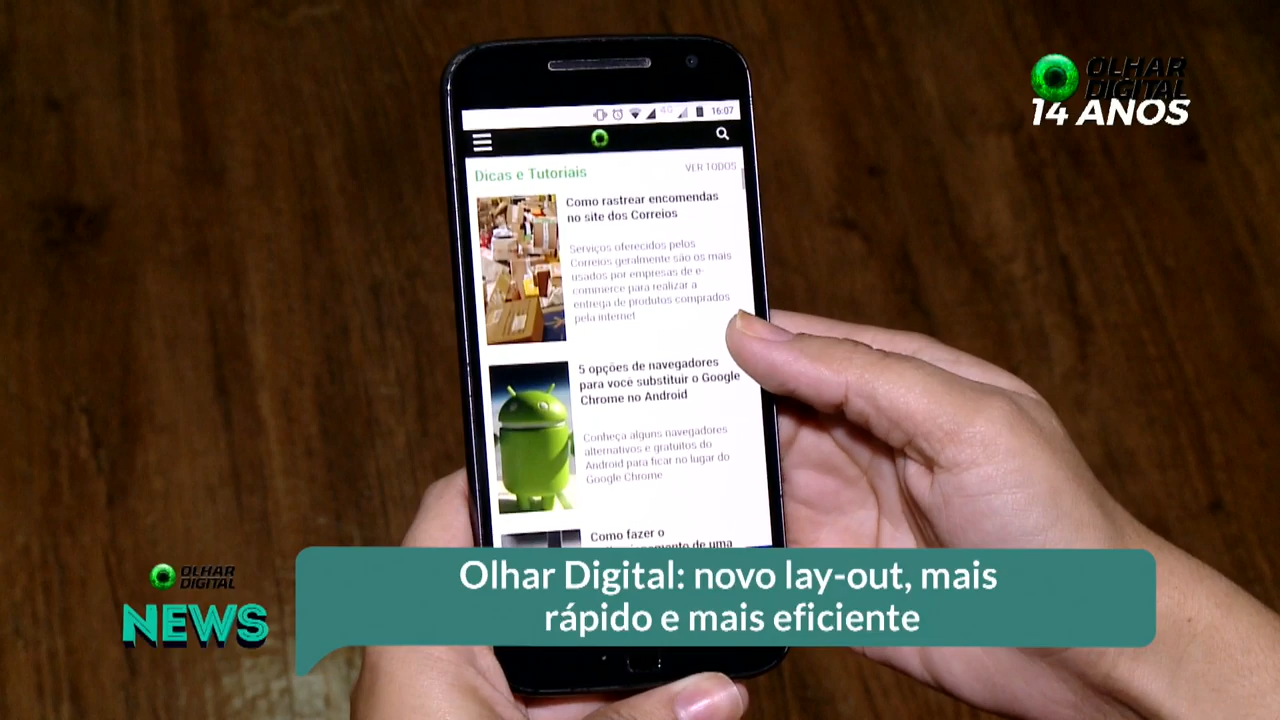 OLHAR
DIGITAL
14 ANOS
4G
16:07
Dicas e Tutoriais
VER TODOS
Como rastrear encomendas
no site dos Correios
Serviços oferecidos pelos
Correios geralmente são os mais
usados por empresas de e-
commerce para realizar a
entrega de produtos comprados
pela internet
5 opções de navegadores
para você substituir o Google
Chrome no Android
Conheça alguns navegadores
alternativos e gratuitos do
Android para ficar no lugar do
Google Chrome
Como fazer o
de uma
OLHAR
DIGITAL
NEWS
Olhar Digital: novo lay-out, mais
rápido e mais eficiente